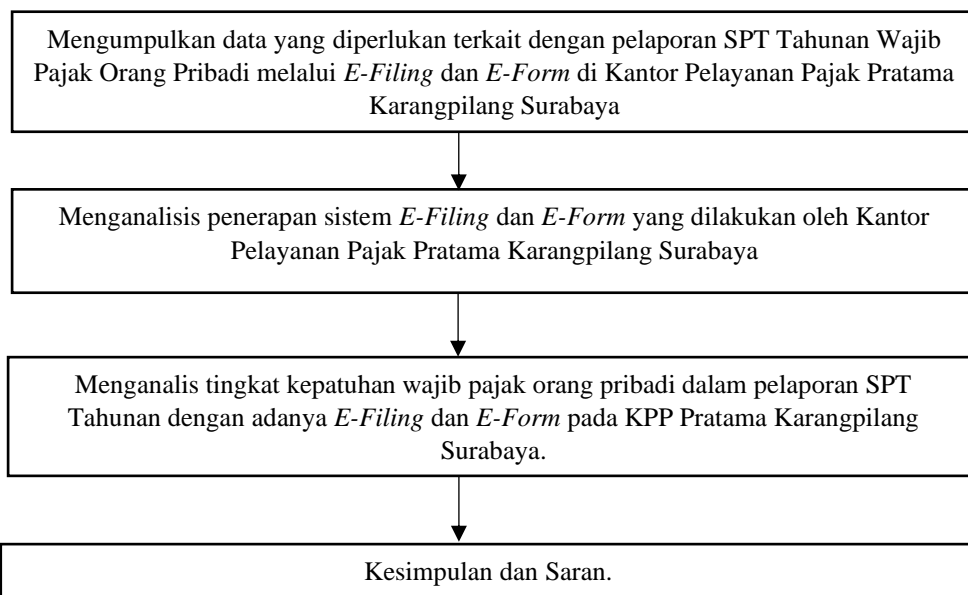 Mengumpulkan data yang diperlukan terkait dengan pelaporan SPT Tahunan Wajib
Pajak Orang Pribadi melalui E-Filing dan E-Form di Kantor Pelayanan Pajak Pratama
Karangpilang Surabaya
Menganalisis penerapan sistem E-Filing dan E-Form yang dilakukan oleh Kantor
Pelayanan Pajak Pratama Karangpilang Surabaya
Menganalis tingkat kepatuhan wajib pajak orang pribadi dalam pelaporan SPT
Tahunan dengan adanya E-Filing dan E-Form pada KPP Pratama Karangpilang
Surabaya.
Kesimpulan dan Saran.